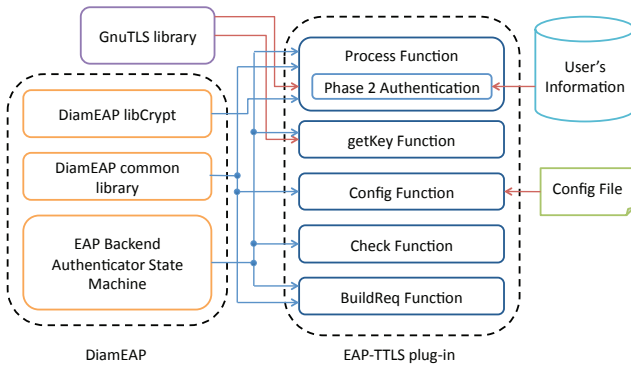 GnuTLS library
Process Function
Phase 2 Authentication
User's
Information
DiamEAP libCrypt
getKey Function
DiamEAP common
library
Config Function
Config File
EAP Backend
Authenticator State
Machine
Check Function
BuildReq Function
DiamEAP
EAP-TTLS plug-in